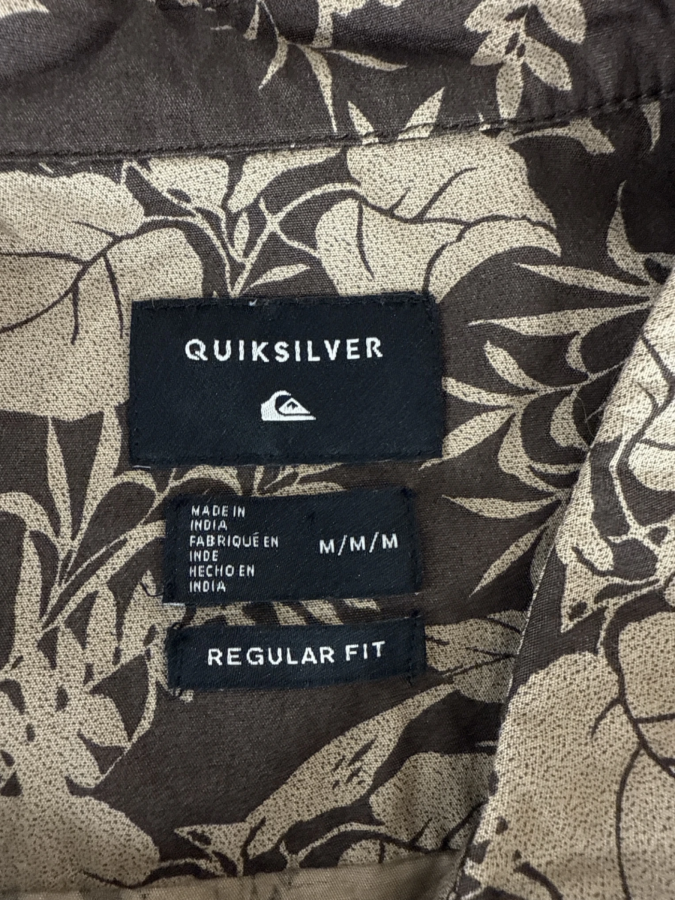 QUIKSILVER
MADE IN
INDIA
FABRIQUÉ EN
INDE
HECHO EN
INDIA
M/M/M
REGULAR FIT